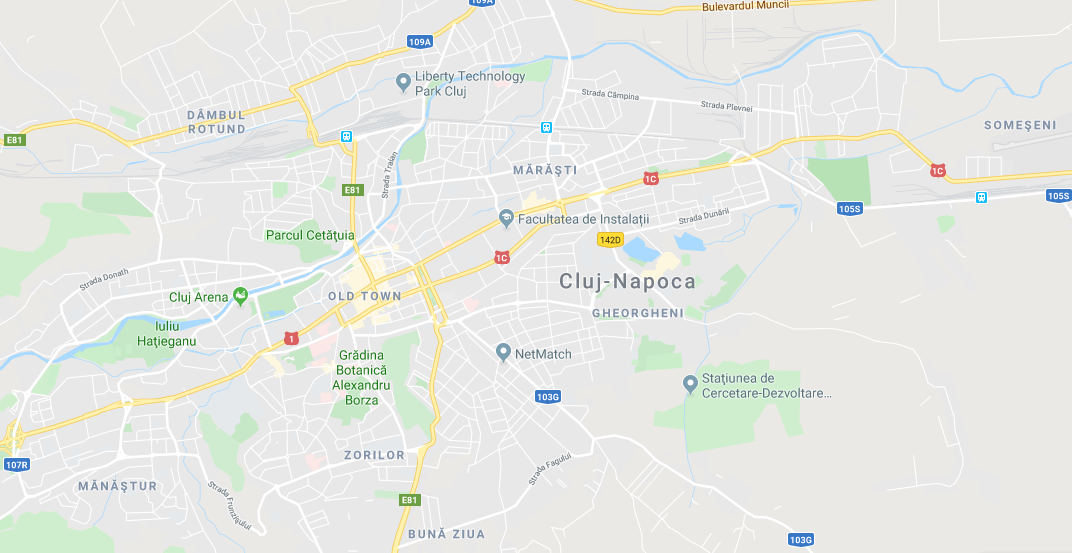 109A
Bulevardul Muncii
109A
Liberty Technology
Park Cluj
Strada Câmpina
Strada Plevnei
DÂMBUL
ROTUND
SOMEȘENI
E81
MĂRĂȘTI
Strada Traian
1C
1C
E81
105S
105S
Facultatea de Instalații
Strada Dunării
Parcul Cetățuia
142D
1C
Strada Donath
Cluj-Napoca
Cluj Arena
OLD TOWN
GHEORGHENI
Iuliu
Hațieganu
1
Grădina
Botanică
Alexandru
Borza
NetMatch
Stațiunea de
Cercetare-Dezvoltare...
103G
ZORILOR
107R
Strada Fagului
MĂNĂȘTUR
Strada Frunzișului
E81
BUNĂ ZIUA
103G